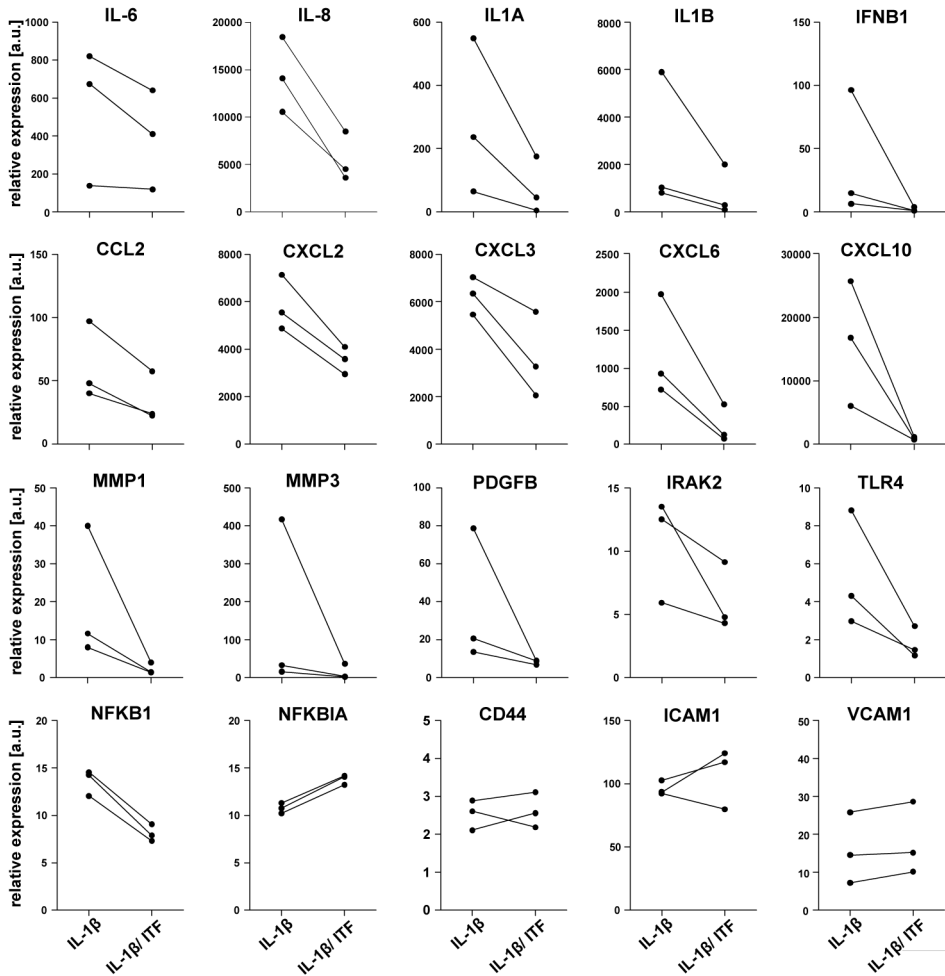 IL-6 IL-8 IL1A IL1B IFNB1
relative expression [a.u.]
1000 800 600 400 200 0
20000 15000 10000 5000 0
600 400 200 0
8000 6000 4000 2000 0
150 100 50 0
CCL2 CXCL2 CXCL3 CXCL6 CXCL10
relative expression [a.u.]
150 100 50 0
8000 6000 4000 2000 0
8000 6000 4000 2000 0
2500 2000 1500 1000 500 0
30000 20000 10000 0
MMP1 MMP3 PDGFB IRAK2 TLR4
relative expression [a.u.]
50 40 30 20 10 0
500 400 300 200 100 0
100 80 60 40 20 0
15 10 5 0
10 8 6 4 2 0
NFKB1 NFKBIA CD44 ICAM1 VCAM1
relative expression [a.u.]
20 15 10 5 0
20 15 10 5 0
5 4 3 2 1 0
150 100 50 0
50 40 30 20 10 0
IL-1β IL-1β/ ITF IL-1β IL-1β/ ITF IL-1β IL-1β/ ITF IL-1β IL-1β/ ITF IL-1β IL-1β/ ITF